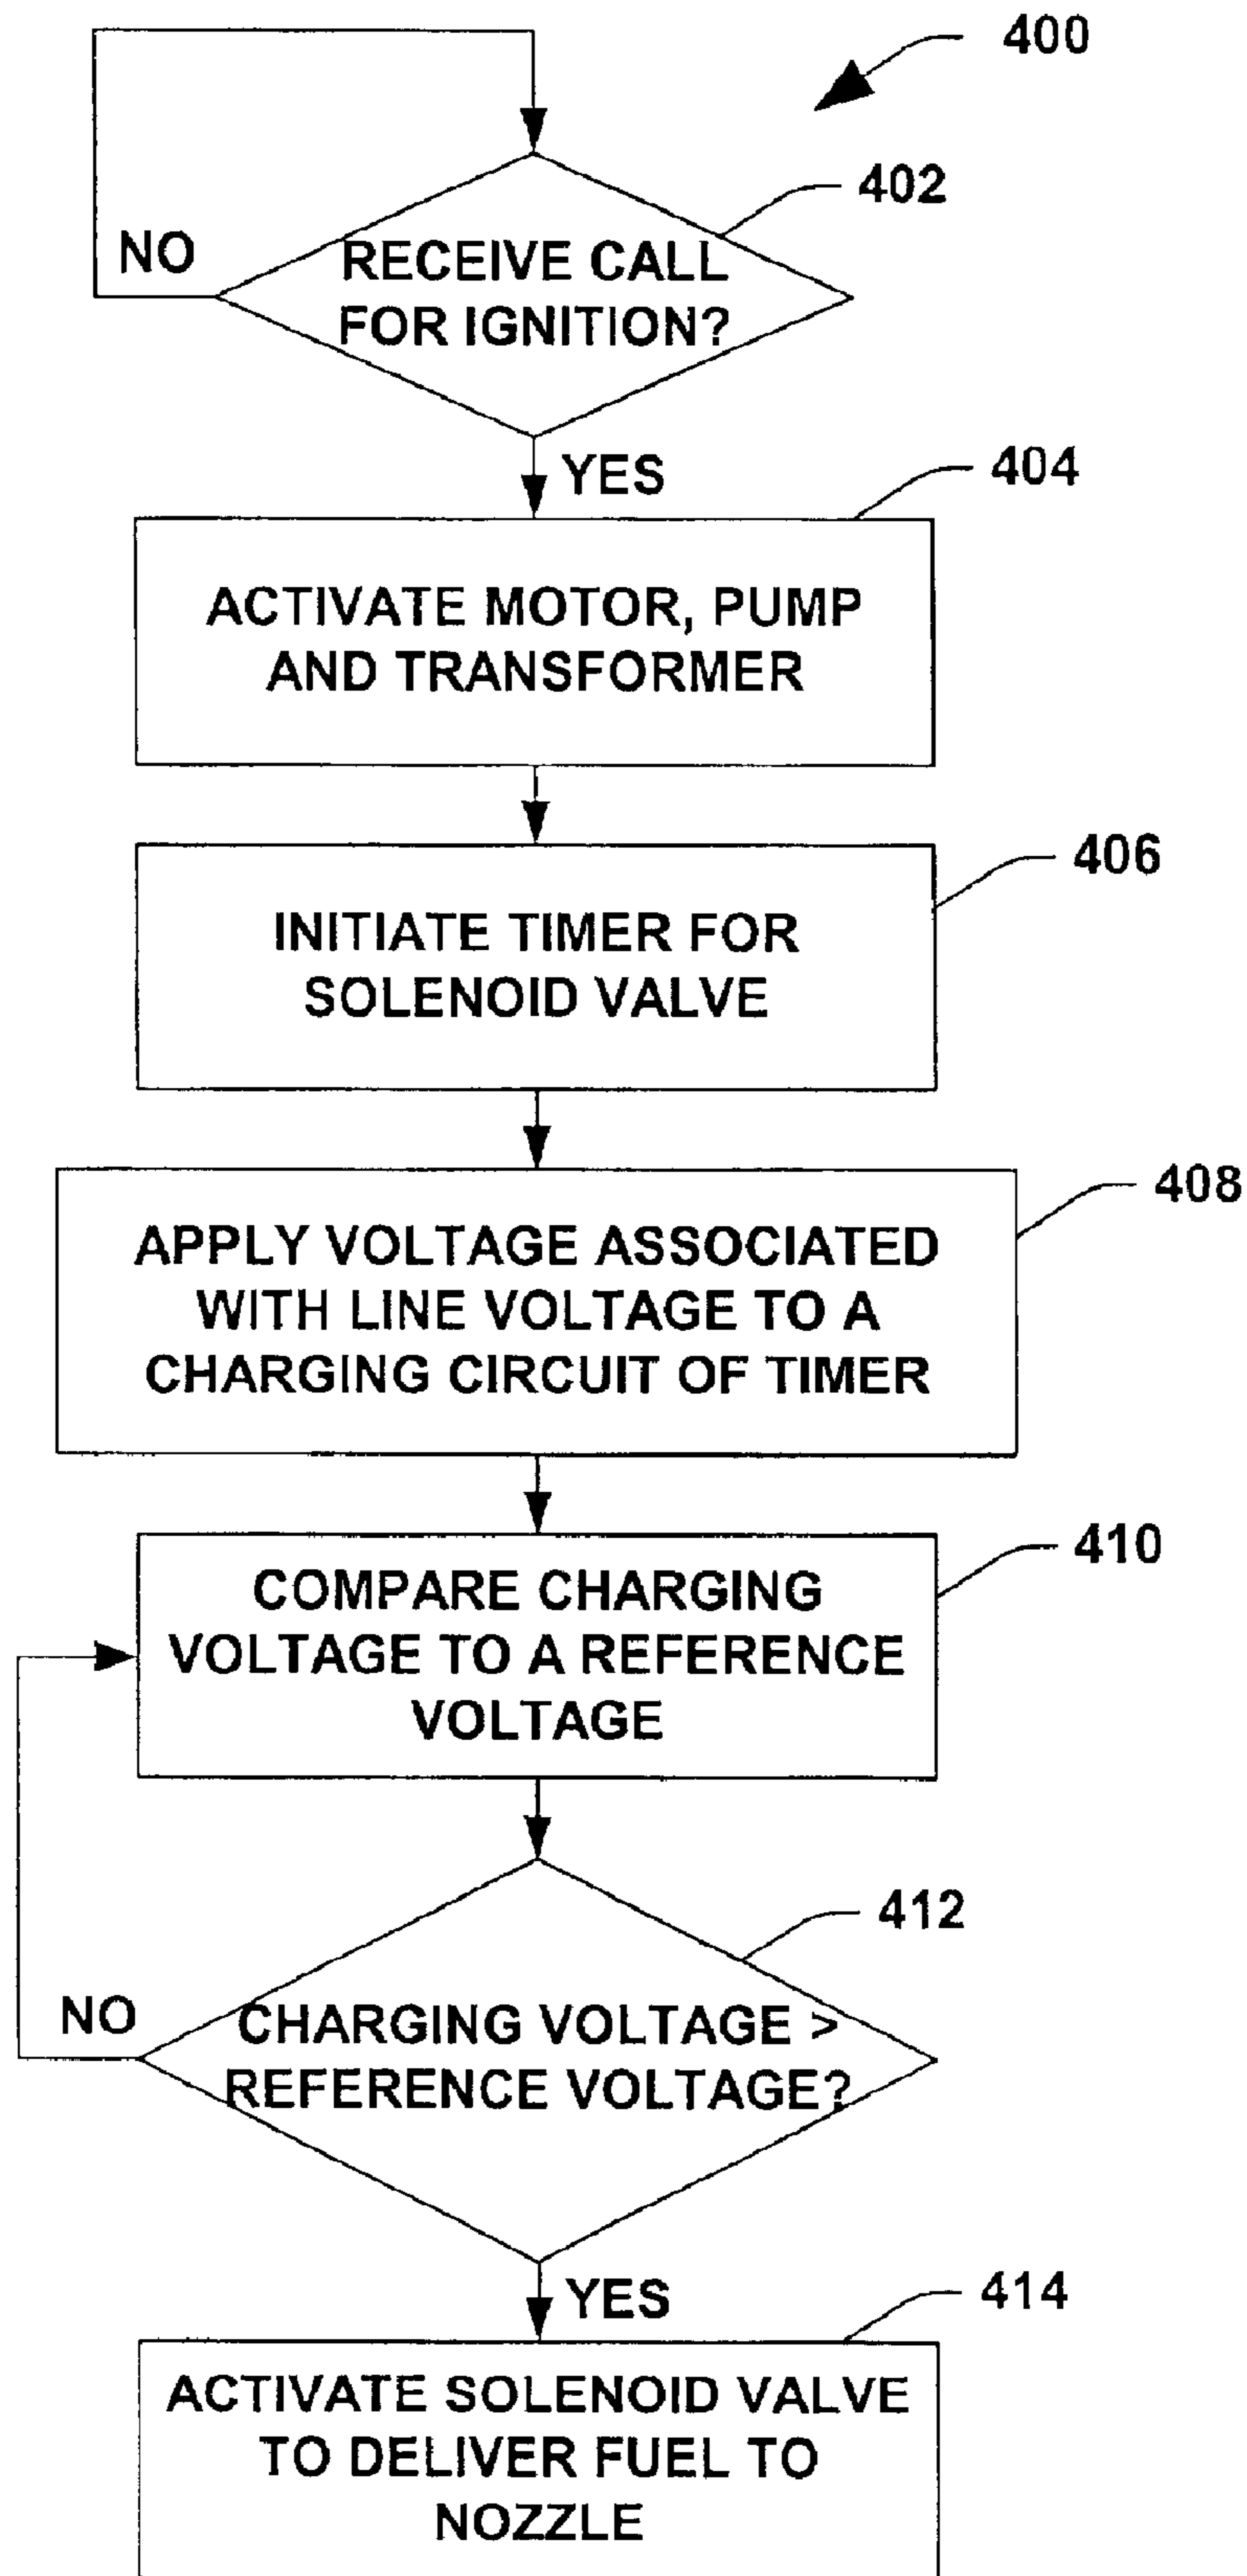 400
402
NO
RECEIVE CALL
FOR IGNITION?
YES
404
ACTIVATE MOTOR, PUMP
AND TRANSFORMER
406
INITIATE TIMER FOR
SOLENOID VALVE
408
APPLY VOLTAGE ASSOCIATED
WITH LINE VOLTAGE TO A
CHARGING CIRCUIT OF TIMER
410
COMPARE CHARGING
VOLTAGE TO A REFERENCE
VOLTAGE
412
NO
CHARGING VOLTAGE >
REFERENCE VOLTAGE?
YES
414
ACTIVATE SOLENOID VALVE
TO DELIVER FUEL TO
NOZZLE